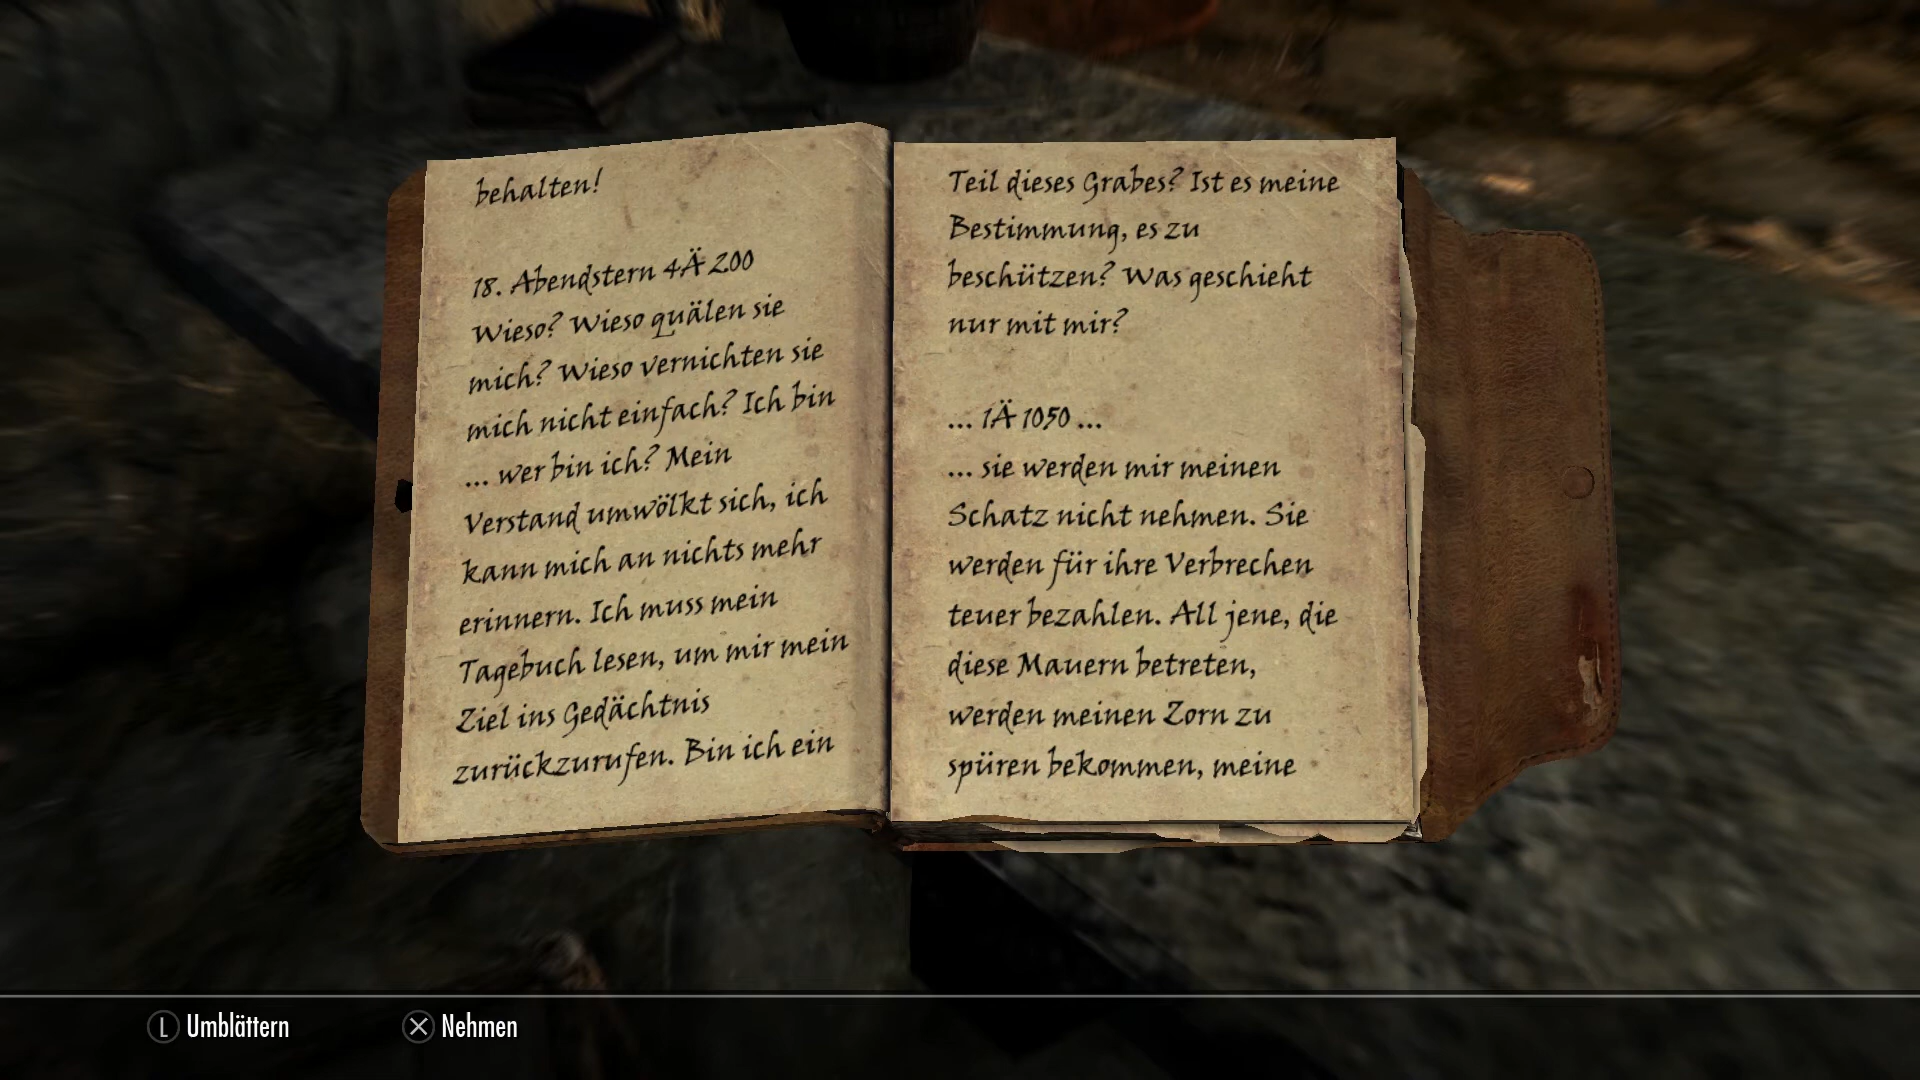 behalten!
18. Abendstern 4Ä 200
Wieso? Wieso quälen sie
mich? Wieso vernichten sie
mich nicht einfach? Ich bin
... wer bin ich? Mein
Verstand umwölkt sich, ich
kann mich an nichts mehr
erinnern. Ich muss mein
Tagebuch lesen, um mir mein
Ziel ins Gedächtnis
zurückzurufen. Bin ich ein
Teil dieses Grabes? Ist es meine
Bestimmung, es zu
beschützen? Was geschieht
nur mit mir?
... 1Ä 1050 ...
... sie werden mir meinen
Schatz nicht nehmen. Sie
werden für ihre Verbrechen
teuer bezahlen. All jene, die
diese Mauern betreten,
werden meinen Zorn zu
spüren bekommen, meine
L Umblättern
X Nehmen